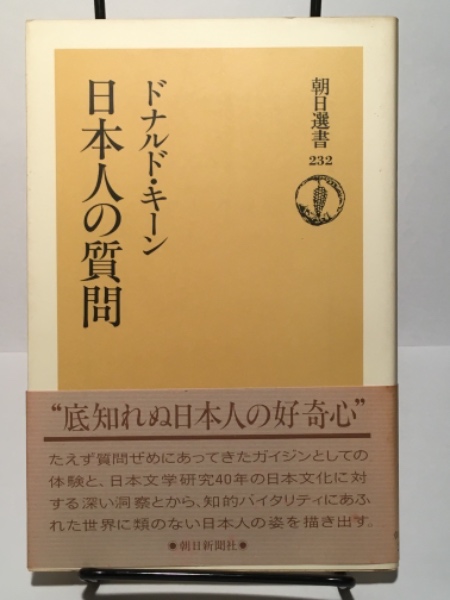 朝日選書
232
ドナルド・キーン
日本人の質問
“底知れぬ日本人の好奇心”
たえず質問ぜめにあってきたガイジンとしての
体験と、日本文学研究40年の日本文化に対
する深い洞察とから、知的バイタリティにあふ
れた世界に類のない日本人の姿を描き出す。
●朝日新聞社●